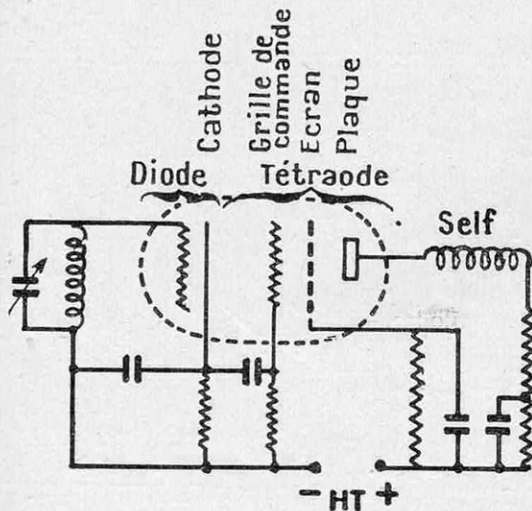 Cathode
Grille de
commande
Ecran
Plaque
Diode
Tétraode
Self
- HT +